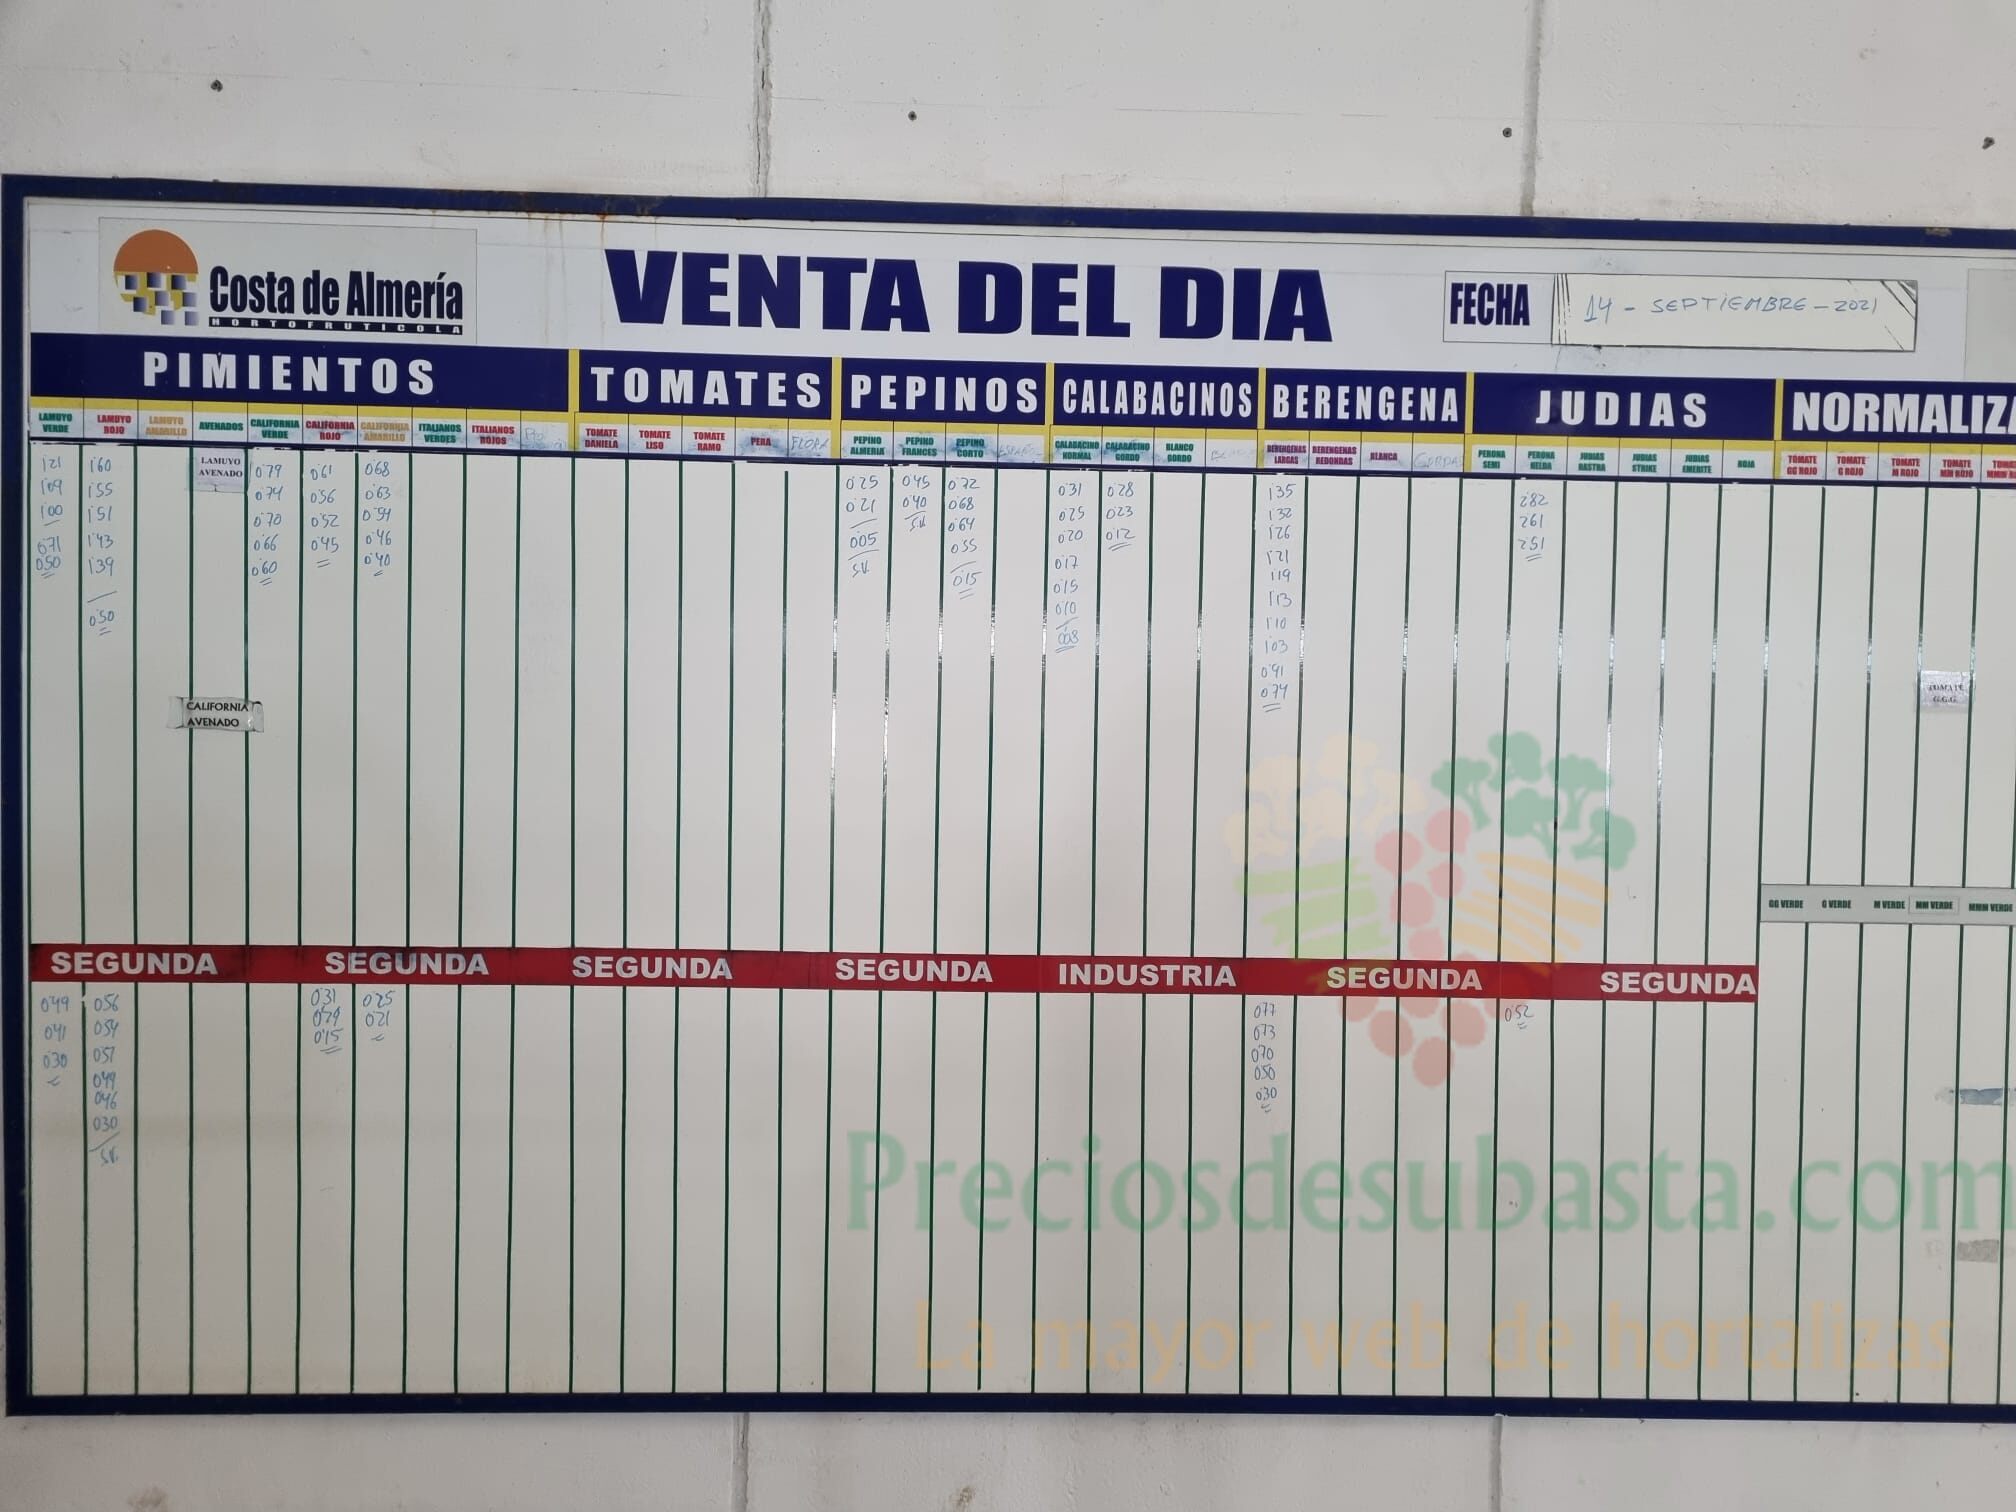 Costa de Almería
HORTOFRUTICOLA
VENTA DEL DIA
FECHA
14 - SEPTIEMBRE - 2021
PIMIENTOS TOMATES PEPINOS CALABACINOS BERENGENA JUDIAS NORMALIZA
LAMUYO VERDE
LAMUYO ROJO
LAMUYO AMARILLO
AVENADOS
CALIFORNIA VERDE
CALIFORNIA ROJO
CALIFORNIA AMARILLO
ITALIANOS VERDES
ITALIANOS ROJOS
TOMATE DANIELA
TOMATE LISO
TOMATE RAMO
PERA
FLORA
PEPINO ALMERIA
PEPINO FRANCES
PEPINO CORTO
ESPAÑOL
CALABACINO NORMAL
CALABACINO GORDO
BLANCO GORDO
BERENGENAS LARGAS
BERENGENAS REDONDAS
BLANCA
GORDAS
PERONA SEMI
PERONA HELDA
JUDIAS RASTRA
JUDIAS STRIKE
JUDIAS EMERITE
ROJA
TOMATE GG ROJO
TOMATE G ROJO
TOMATE M ROJO
TOMATE MM ROJO
1'21
1'09
1'00
0'71
0'50
1'60
1'55
1'51
1'43
1'39
0'50
LAMUYO
AVENADO
CALIFORNIA
AVENADO
0'79
0'74
0'70
0'66
0'60
0'61
0'56
0'52
0'45
0'68
0'63
0'54
0'46
0'40
0'25
0'21
0'05
S.V.
0'45
0'40
S.V.
0'72
0'68
0'64
0'55
0'15
0'31
0'25
0'20
0'17
0'15
0'10
0'08
0'28
0'23
0'12
1'35
1'32
1'26
1'21
1'19
1'13
1'10
1'03
0'91
0'74
2'82
2'61
2'51
TOMATE
G.G.G.
GG VERDE G VERDE M VERDE MM VERDE MMM VERDE
SEGUNDA SEGUNDA SEGUNDA SEGUNDA INDUSTRIA SEGUNDA SEGUNDA
0'49
0'41
0'30
0'56
0'54
0'51
0'49
0'46
0'30
S.V.
0'31
0'29
0'15
0'25
0'21
0'77
0'73
0'70
0'50
0'30
0'52
Preciosdesubasta.com
La mayor web de hortalizas